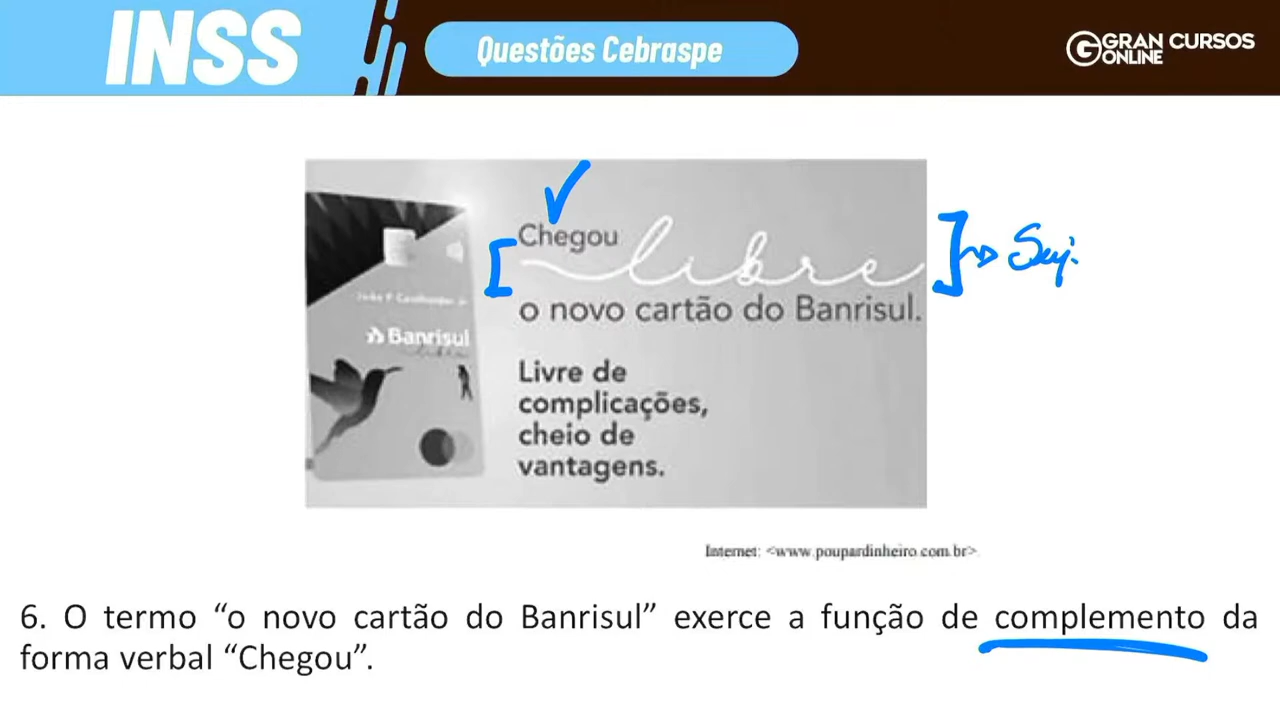 INSS
Questões Cebraspe
GRAN CURSOS
ONLINE
Chegou
libre
o novo cartão do Banrisul.
Livre de
complicações,
cheio de
vantagens.
Banrisul
libre
Suj.
Internet: <www.poupardinheiro.com.br>
6. O termo “o novo cartão do Banrisul” exerce a função de complemento da
forma verbal “Chegou”.